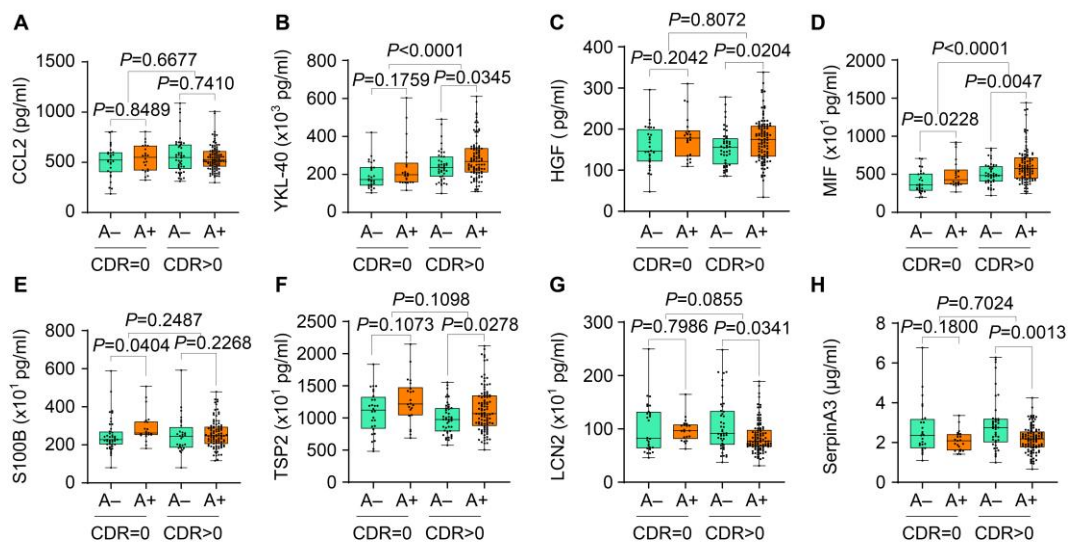 A
P=0.6677
P=0.8489
P=0.7410
CCL2 (pg/ml)
1500
1000
500
0
A–
A+
A–
A+
CDR=0
CDR>0
B
P<0.0001
P=0.1759
P=0.0345
YKL-40 (x10³ pg/ml)
800
600
400
200
0
A–
A+
A–
A+
CDR=0
CDR>0
C
P=0.8072
P=0.2042
P=0.0204
HGF ( pg/ml)
400
300
200
100
0
A–
A+
A–
A+
CDR=0
CDR>0
D
P<0.0001
P=0.0228
P=0.0047
MIF (x10¹ pg/ml)
2000
1500
1000
500
0
A–
A+
A–
A+
CDR=0
CDR>0
E
P=0.2487
P=0.0404
P=0.2268
S100B (x10¹ pg/ml)
800
600
400
200
0
A–
A+
A–
A+
CDR=0
CDR>0
F
P=0.1098
P=0.1073
P=0.0278
TSP2 (x10¹ pg/ml)
2500
2000
1500
1000
500
0
A–
A+
A–
A+
CDR=0
CDR>0
G
P=0.0855
P=0.7986
P=0.0341
LCN2 (x10¹ pg/ml)
300
200
150
100
50
0
A–
A+
A–
A+
CDR=0
CDR>0
H
P=0.7024
P=0.1800
P=0.0013
SerpinA3 (µg/ml)
8
6
4
2
0
A–
A+
A–
A+
CDR=0
CDR>0